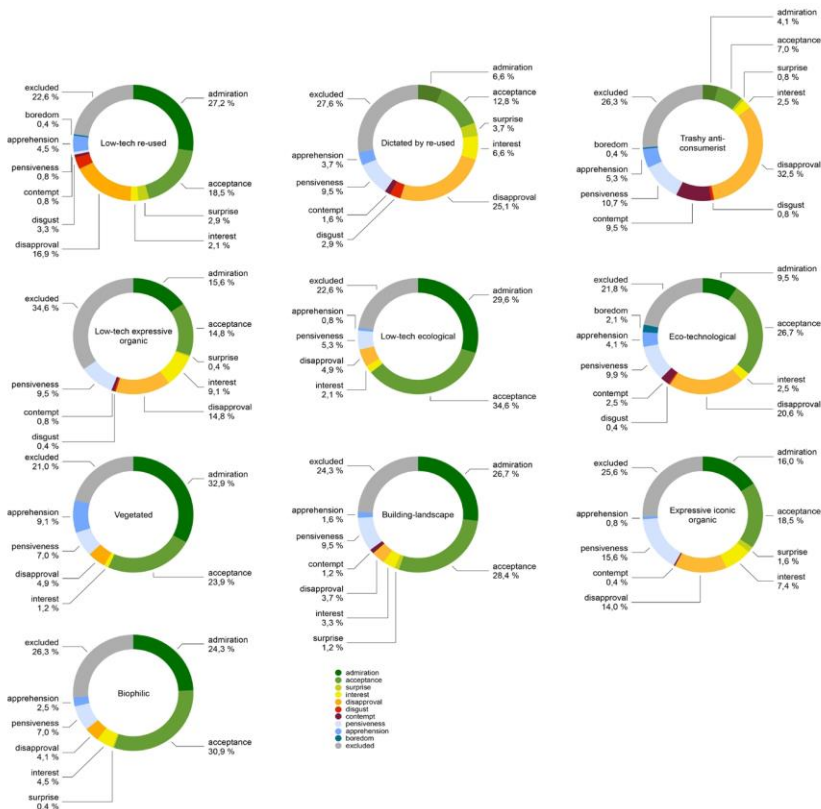 admiration
27,2 %
acceptance
18,5 %
surprise
2,9 %
interest
2,1 %
disapproval
16,9 %
disgust
3,3 %
contempt
0,8 %
pensiveness
0,8 %
apprehension
4,5 %
boredom
0,4 %
excluded
22,6 %
Low-tech re-used
admiration
6,6 %
acceptance
12,8 %
surprise
3,7 %
interest
6,6 %
disapproval
25,1 %
disgust
2,9 %
contempt
1,6 %
pensiveness
9,5 %
apprehension
3,7 %
excluded
27,6 %
Dictated by re-used
admiration
4,1 %
acceptance
7,0 %
surprise
0,8 %
interest
2,5 %
disapproval
32,5 %
disgust
0,8 %
contempt
9,5 %
pensiveness
10,7 %
apprehension
5,3 %
boredom
0,4 %
excluded
26,3 %
Trashy anti-
consumerist
admiration
15,6 %
acceptance
14,8 %
surprise
0,4 %
interest
9,1 %
disapproval
14,8 %
disgust
0,4 %
contempt
0,8 %
pensiveness
9,5 %
excluded
34,6 %
Low-tech expressive
organic
admiration
29,6 %
acceptance
34,6 %
interest
2,1 %
disapproval
4,9 %
pensiveness
5,3 %
apprehension
0,8 %
excluded
22,6 %
Low-tech ecological
admiration
9,5 %
acceptance
26,7 %
interest
2,5 %
disapproval
20,6 %
disgust
0,4 %
contempt
2,5 %
pensiveness
9,9 %
apprehension
4,1 %
boredom
2,1 %
excluded
21,8 %
Eco-technological
admiration
32,9 %
acceptance
23,9 %
interest
1,2 %
disapproval
4,9 %
pensiveness
7,0 %
apprehension
9,1 %
excluded
21,0 %
Vegetated
admiration
26,7 %
acceptance
28,4 %
surprise
1,2 %
interest
3,3 %
disapproval
3,7 %
contempt
1,2 %
pensiveness
9,5 %
apprehension
1,6 %
excluded
24,3 %
Building-landscape
admiration
16,0 %
acceptance
18,5 %
surprise
1,6 %
interest
7,4 %
disapproval
14,0 %
contempt
0,4 %
pensiveness
15,6 %
apprehension
0,8 %
excluded
25,6 %
Expressive iconic
organic
admiration
24,3 %
acceptance
30,9 %
surprise
0,4 %
interest
4,5 %
disapproval
4,1 %
pensiveness
7,0 %
apprehension
2,5 %
excluded
26,3 %
Biophilic
admiration
acceptance
surprise
interest
disapproval
disgust
contempt
pensiveness
apprehension
boredom
excluded